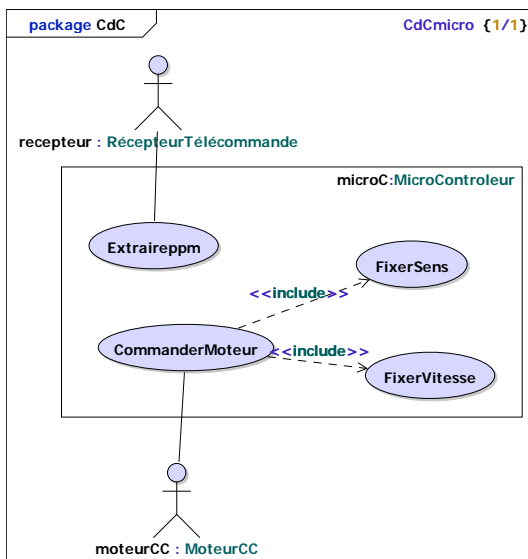 package CdC
CdCmicro {1/1}
recepteur : RécepteurTélécommande
microC:MicroControleur
Extraireppm
FixerSens
<<include>>
CommanderMoteur
<<include>>
FixerVitesse
moteurCC : MoteurCC